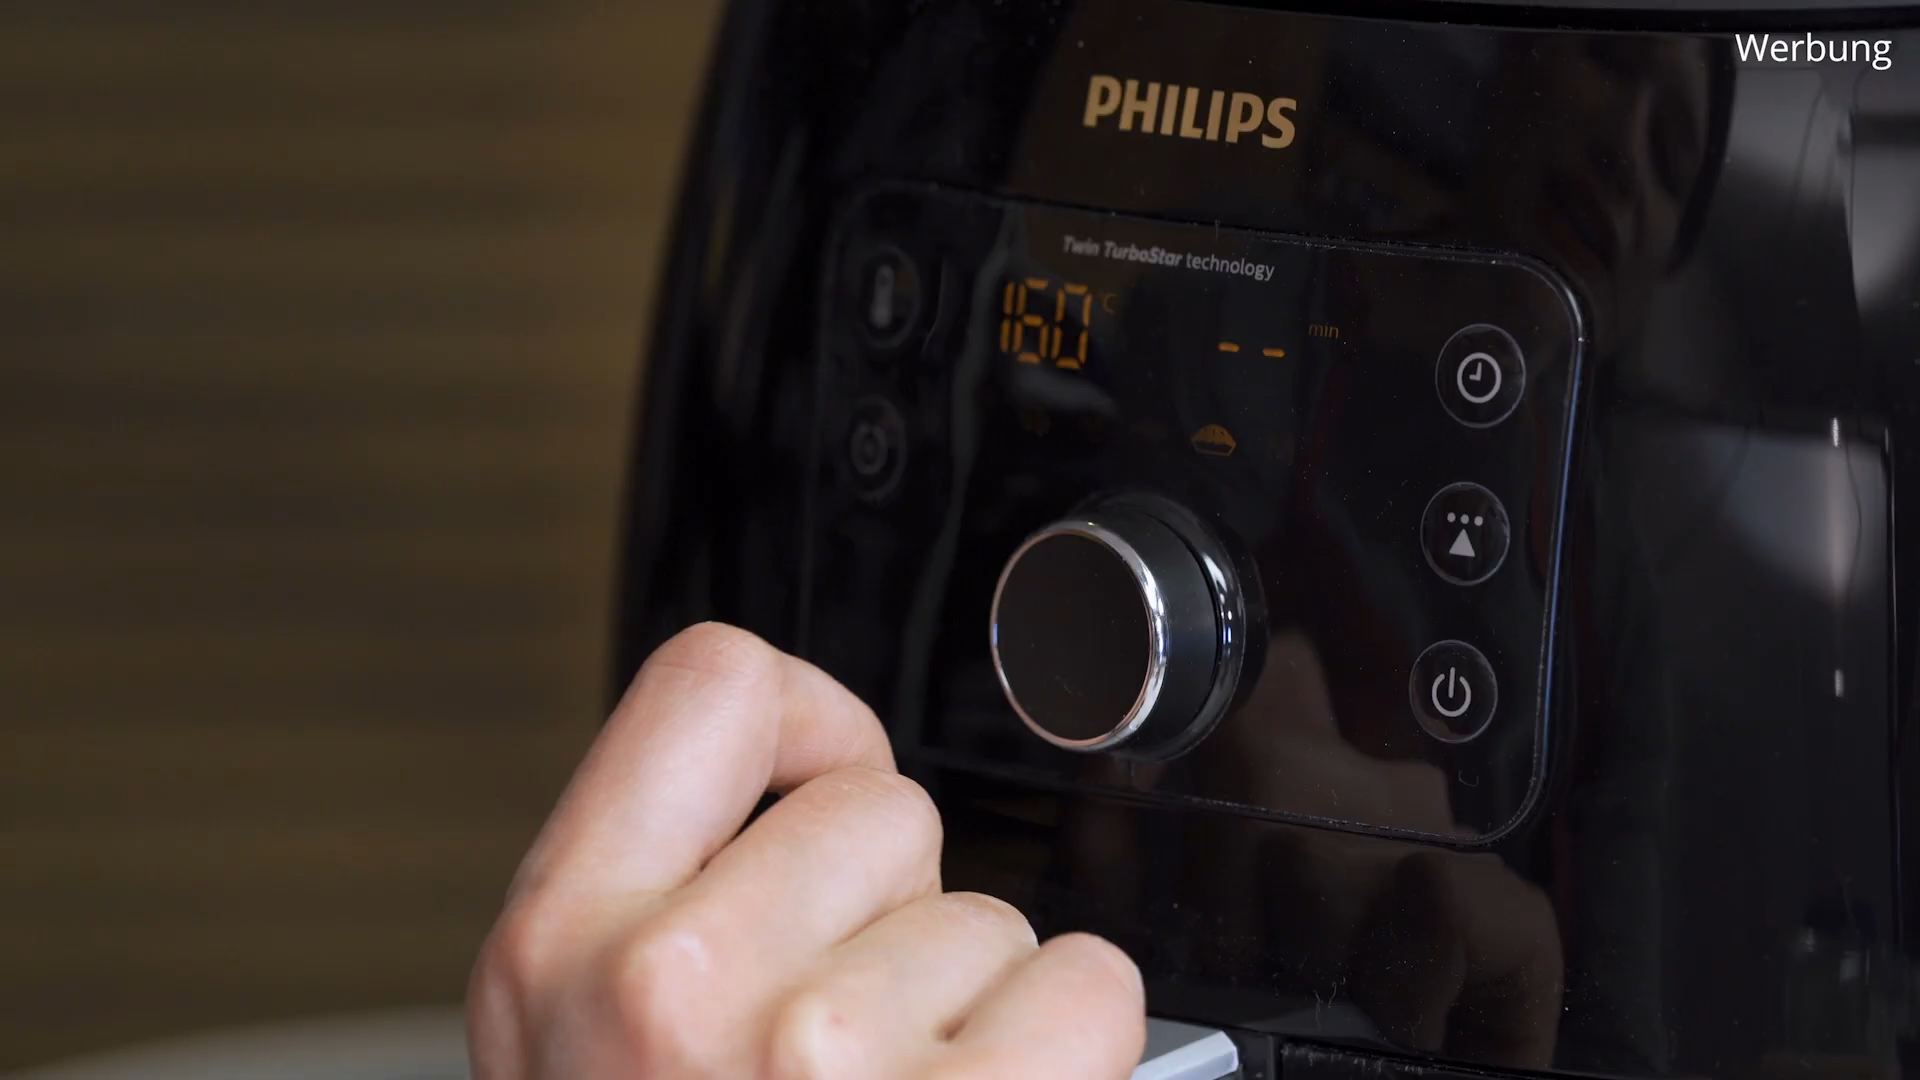 Werbung
PHILIPS
Twin TurboStar technology
160 °C
-- min